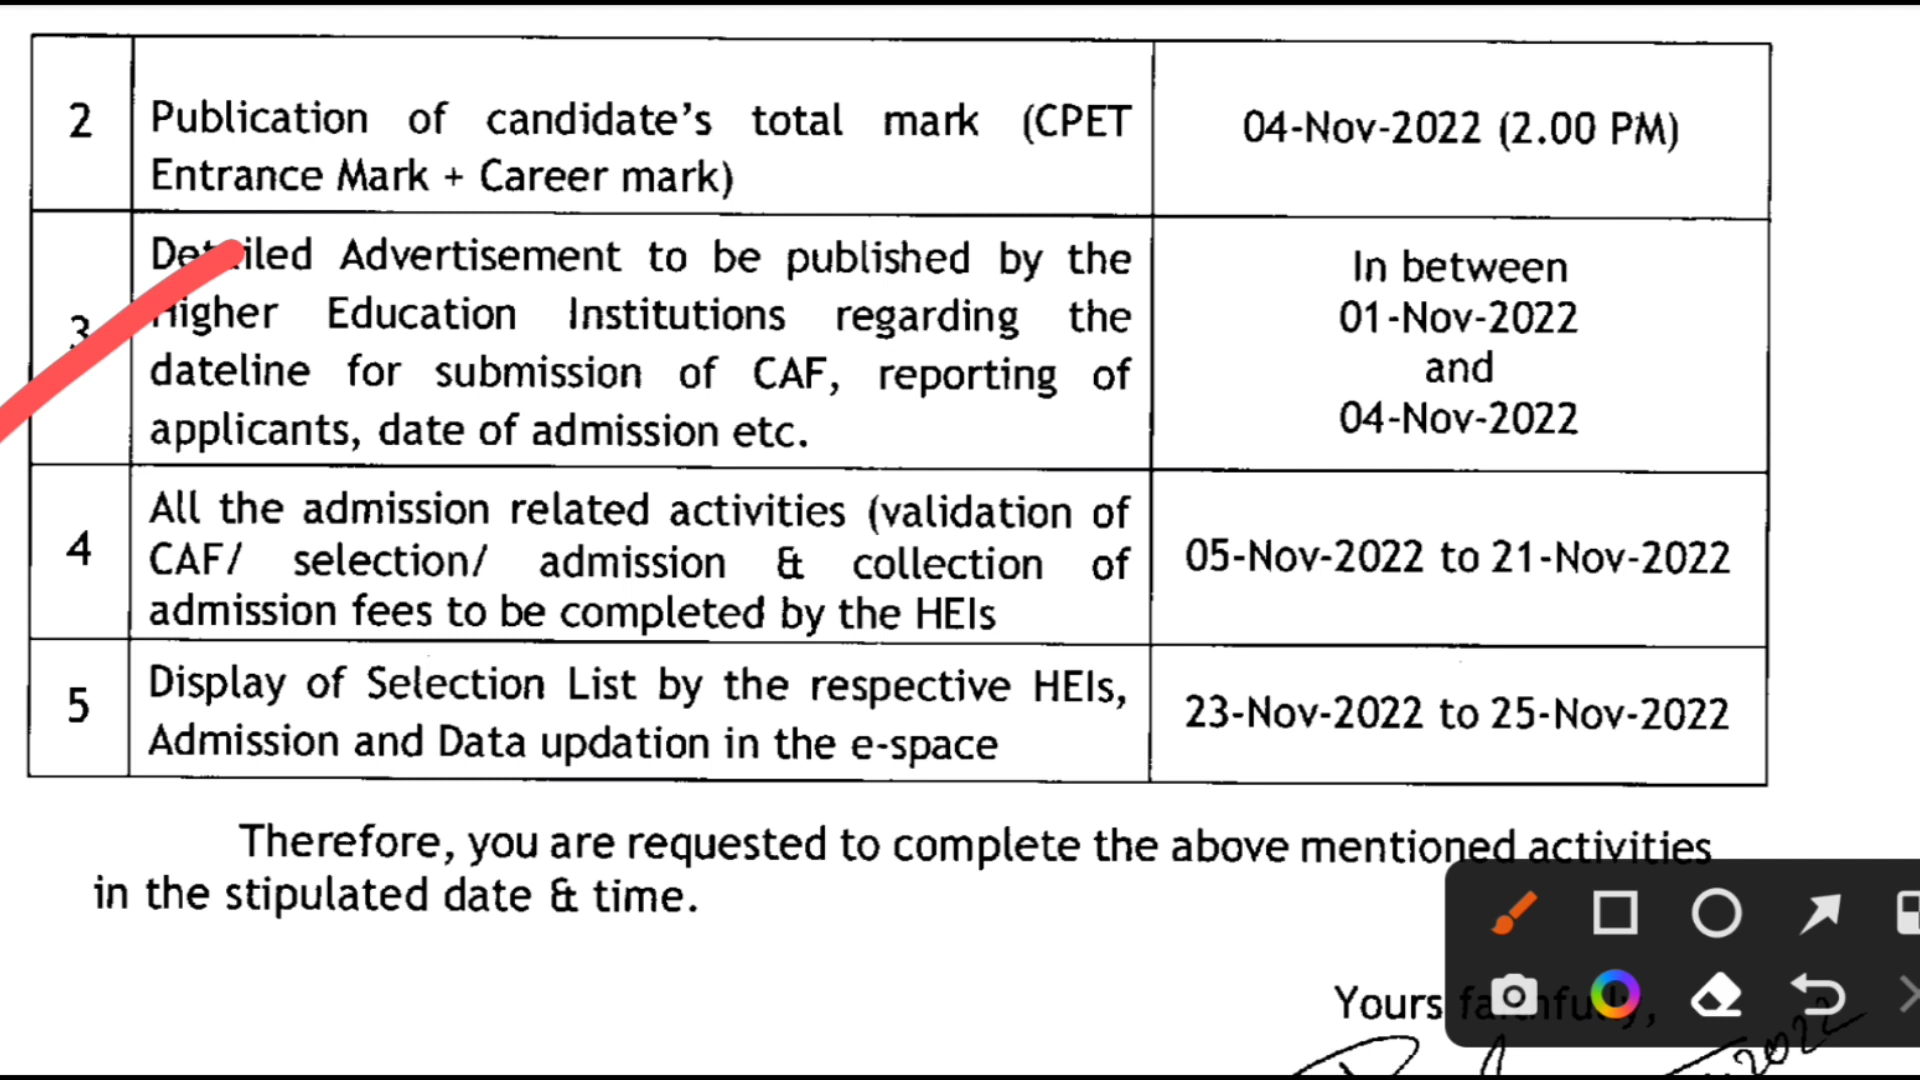 2
Publication of candidate's total mark (CPET
Entrance Mark + Career mark)
04-Nov-2022 (2.00 PM)
3
Detailed Advertisement to be published by the
Higher Education Institutions regarding the
dateline for submission of CAF, reporting of
applicants, date of admission etc.
In between
01-Nov-2022
and
04-Nov-2022
4
All the admission related activities (validation of
CAF/ selection/ admission & collection of
admission fees to be completed by the HEIs
05-Nov-2022 to 21-Nov-2022
5
Display of Selection List by the respective HEIs,
Admission and Data updation in the e-space
23-Nov-2022 to 25-Nov-2022
Therefore, you are requested to complete the above mentioned activities
in the stipulated date & time.
Yours faithfully,
2022